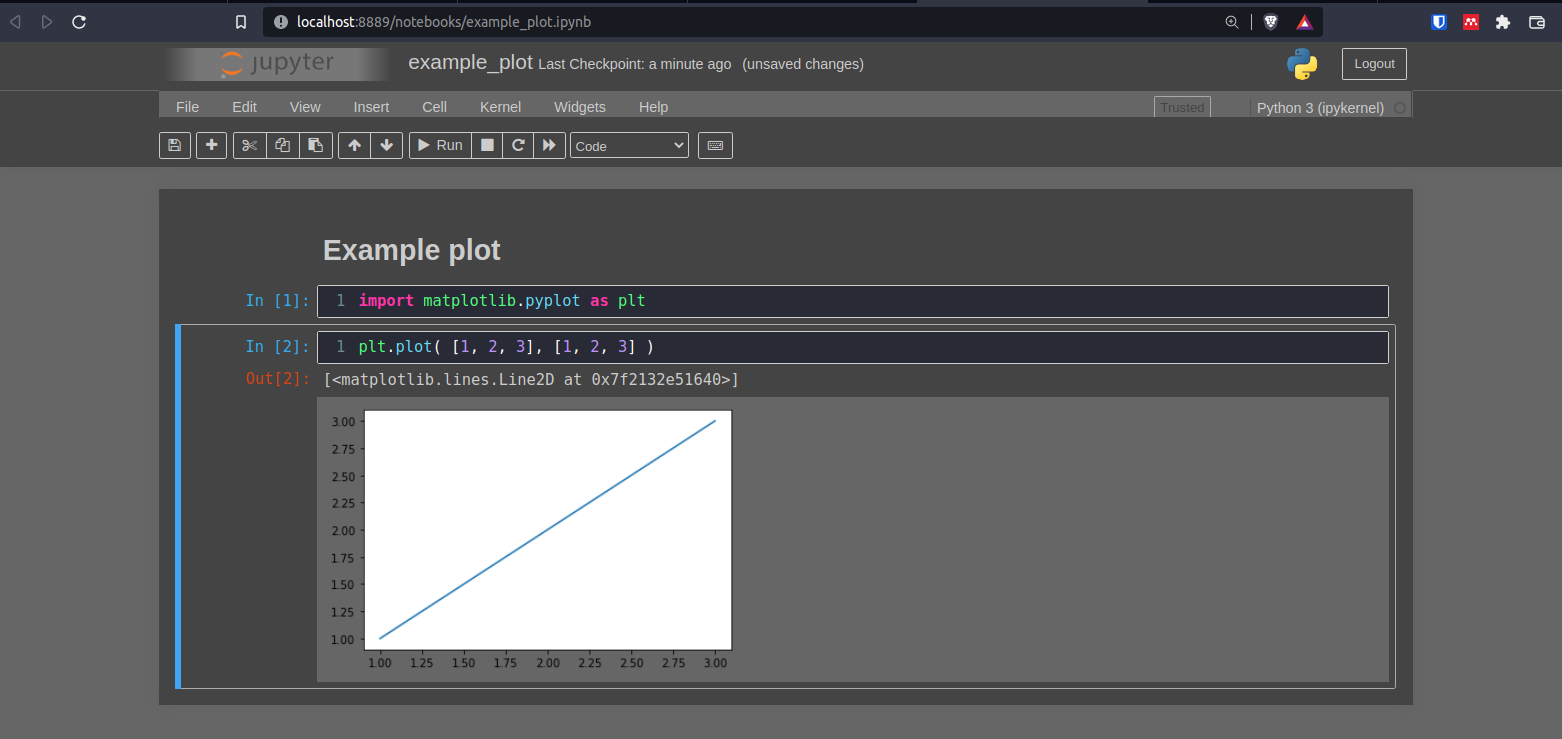 localhost:8889/notebooks/example_plot.ipynb
jupyter example_plot Last Checkpoint: a minute ago (unsaved changes) Logout
File Edit View Insert Cell Kernel Widgets Help Trusted Python 3 (ipykernel)
Run Code
Example plot
In [1]: 1 import matplotlib.pyplot as plt
In [2]: 1 plt.plot( [1, 2, 3], [1, 2, 3] )
Out[2]: [<matplotlib.lines.Line2D at 0x7f2132e51640>]
3.00
2.75
2.50
2.25
2.00
1.75
1.50
1.25
1.00
1.00 1.25 1.50 1.75 2.00 2.25 2.50 2.75 3.00